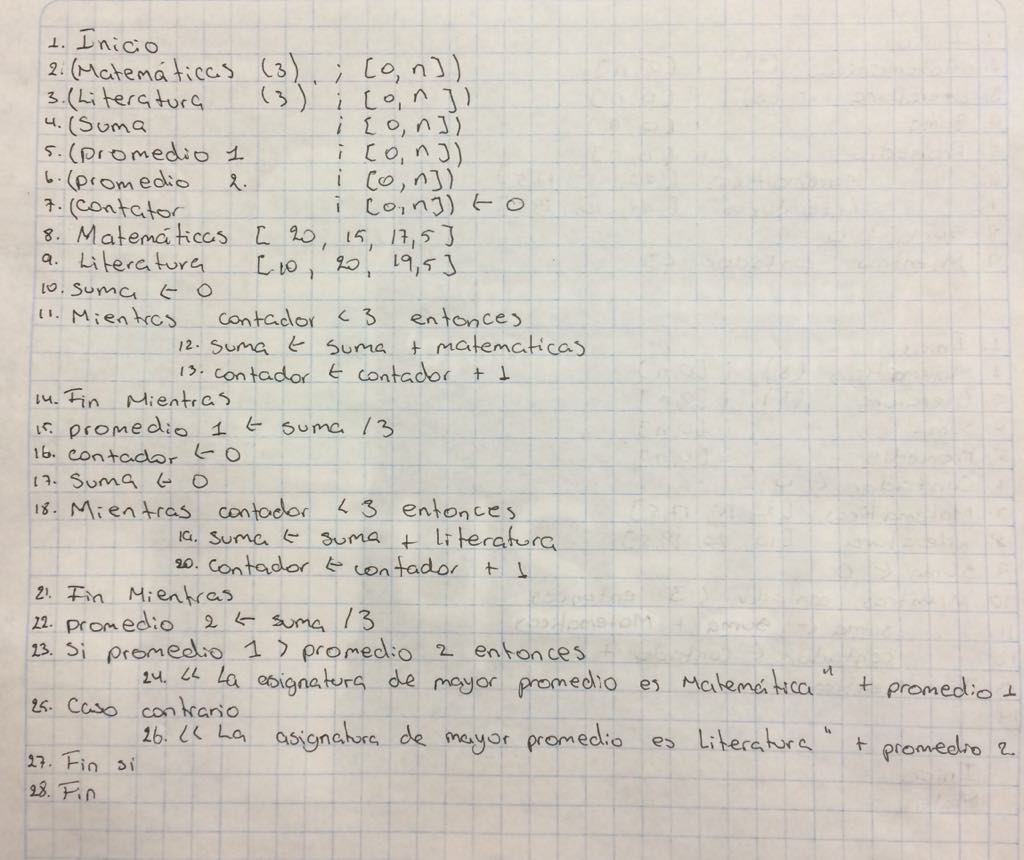 1. Inicio
2. (Matemáticas (3) ; [0, n])
3. (Literatura (3) ; [0, n])
4. (Suma ; [0, n])
5. (promedio 1 ; [0, n])
6. (promedio 2. ; [0, n])
7. (contator ; [0, n]) ← 0
8. Matemáticas [ 20, 15, 17,5 ]
9. Literatura [ 10, 20, 19,5 ]
10. suma ← 0
11. Mientras contador < 3 entonces
12. suma ← suma + matematicas
13. contador ← contador + 1
14. Fin Mientras
15. promedio 1 ← suma /3
16. contador ← 0
17. Suma ← 0
18. Mientras contador < 3 entonces
19. suma ← suma + literatura
20. contador ← contador + 1
21. Fin Mientras
22. promedio 2 ← suma /3
23. Si promedio 1 > promedio 2 entonces
24. << La asignatura de mayor promedio es Matemática" + promedio 1
25. Caso contrario
26. << La asignatura de mayor promedio es Literatura" + promedio 2.
27. Fin si
28. Fin